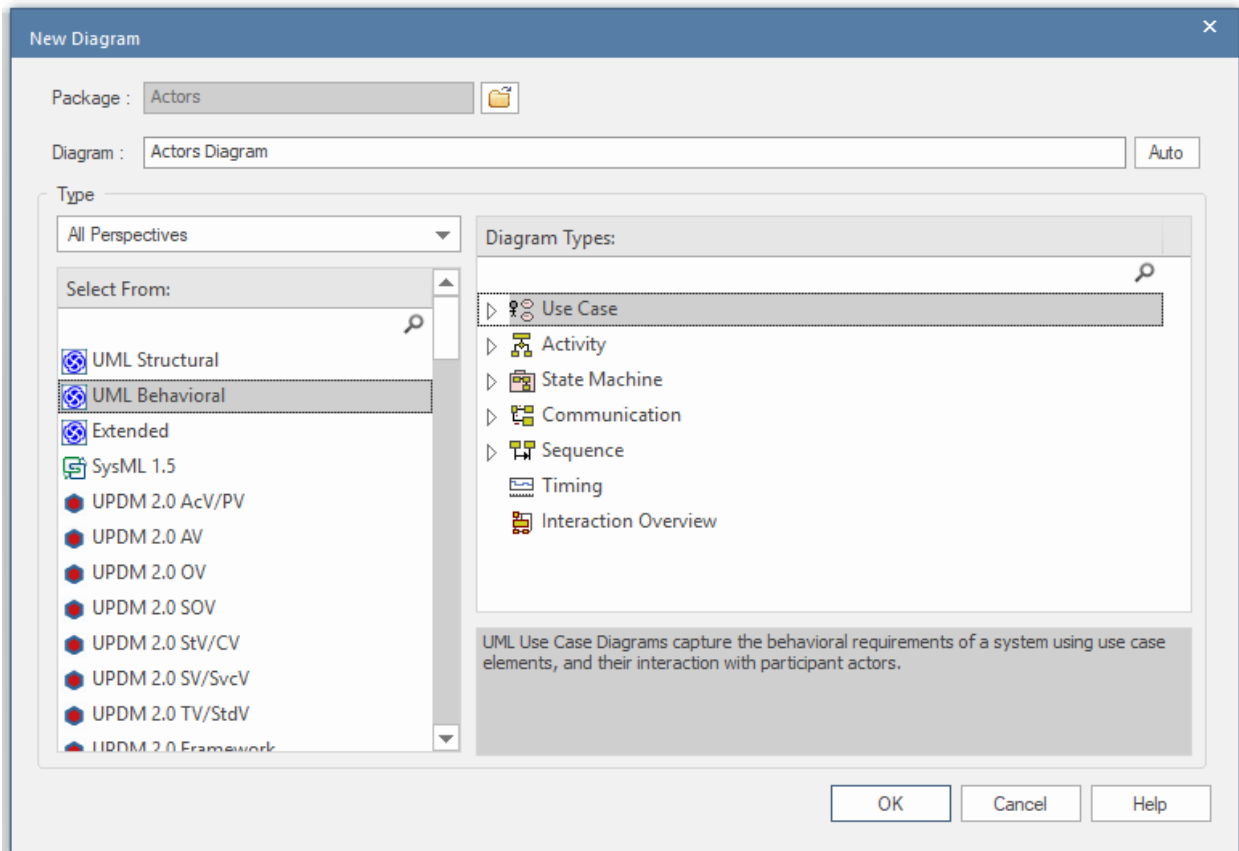 New Diagram
Package : Actors
Diagram : Actors Diagram Auto
Type
All Perspectives
Select From:
UML Structural
UML Behavioral
Extended
SysML 1.5
UPDM 2.0 AcV/PV
UPDM 2.0 AV
UPDM 2.0 OV
UPDM 2.0 SOV
UPDM 2.0 StV/CV
UPDM 2.0 SV/SvcV
UPDM 2.0 TV/StdV
UPDM 2.0 Framework
Diagram Types:
Use Case
Activity
State Machine
Communication
Sequence
Timing
Interaction Overview
UML Use Case Diagrams capture the behavioral requirements of a system using use case
elements, and their interaction with participant actors.
OK Cancel Help